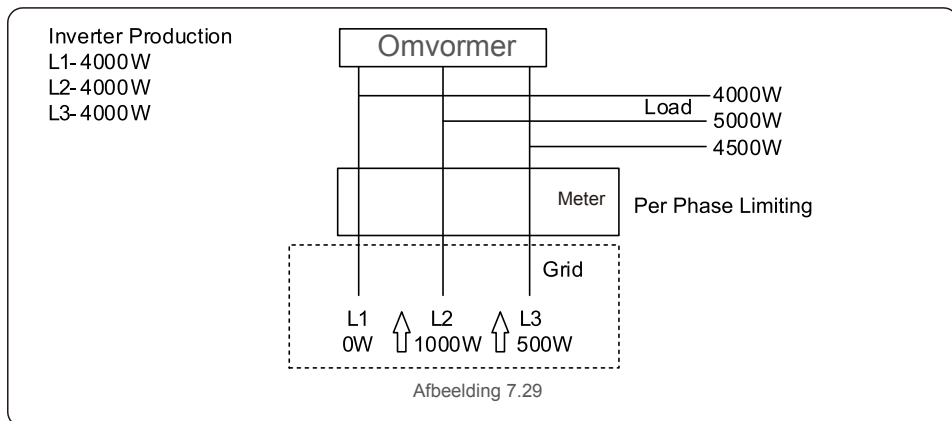 Inverter Production
L1-4000W
L2-4000W
L3-4000W
Omvormer
4000W
Load
5000W
4500W
Meter
Per Phase Limiting
Grid
L1 L2 L3
0W 1000W 500W
Afbeelding 7.29